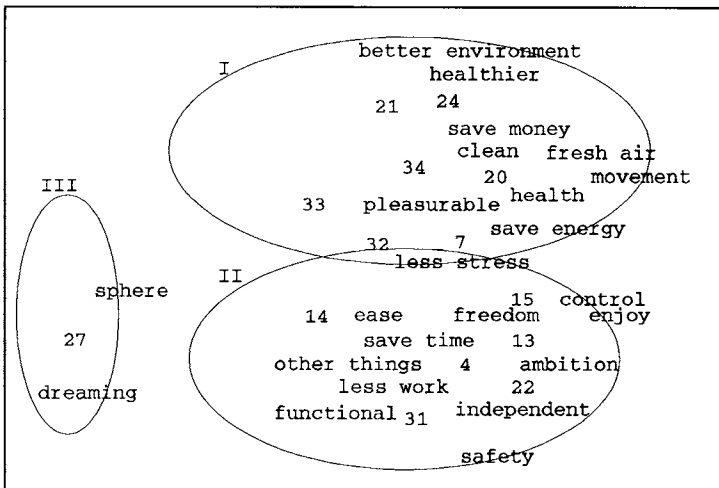 better environment
I
healthier
21 24
save money
clean fresh air
34 20 movement
III
health
33 pleasurable
save energy
32 7
less stress
II
sphere
15 control
14 ease freedom enjoy
27
save time 13
other things 4 ambition
dreaming
less work 22
functional 31 independent
safety